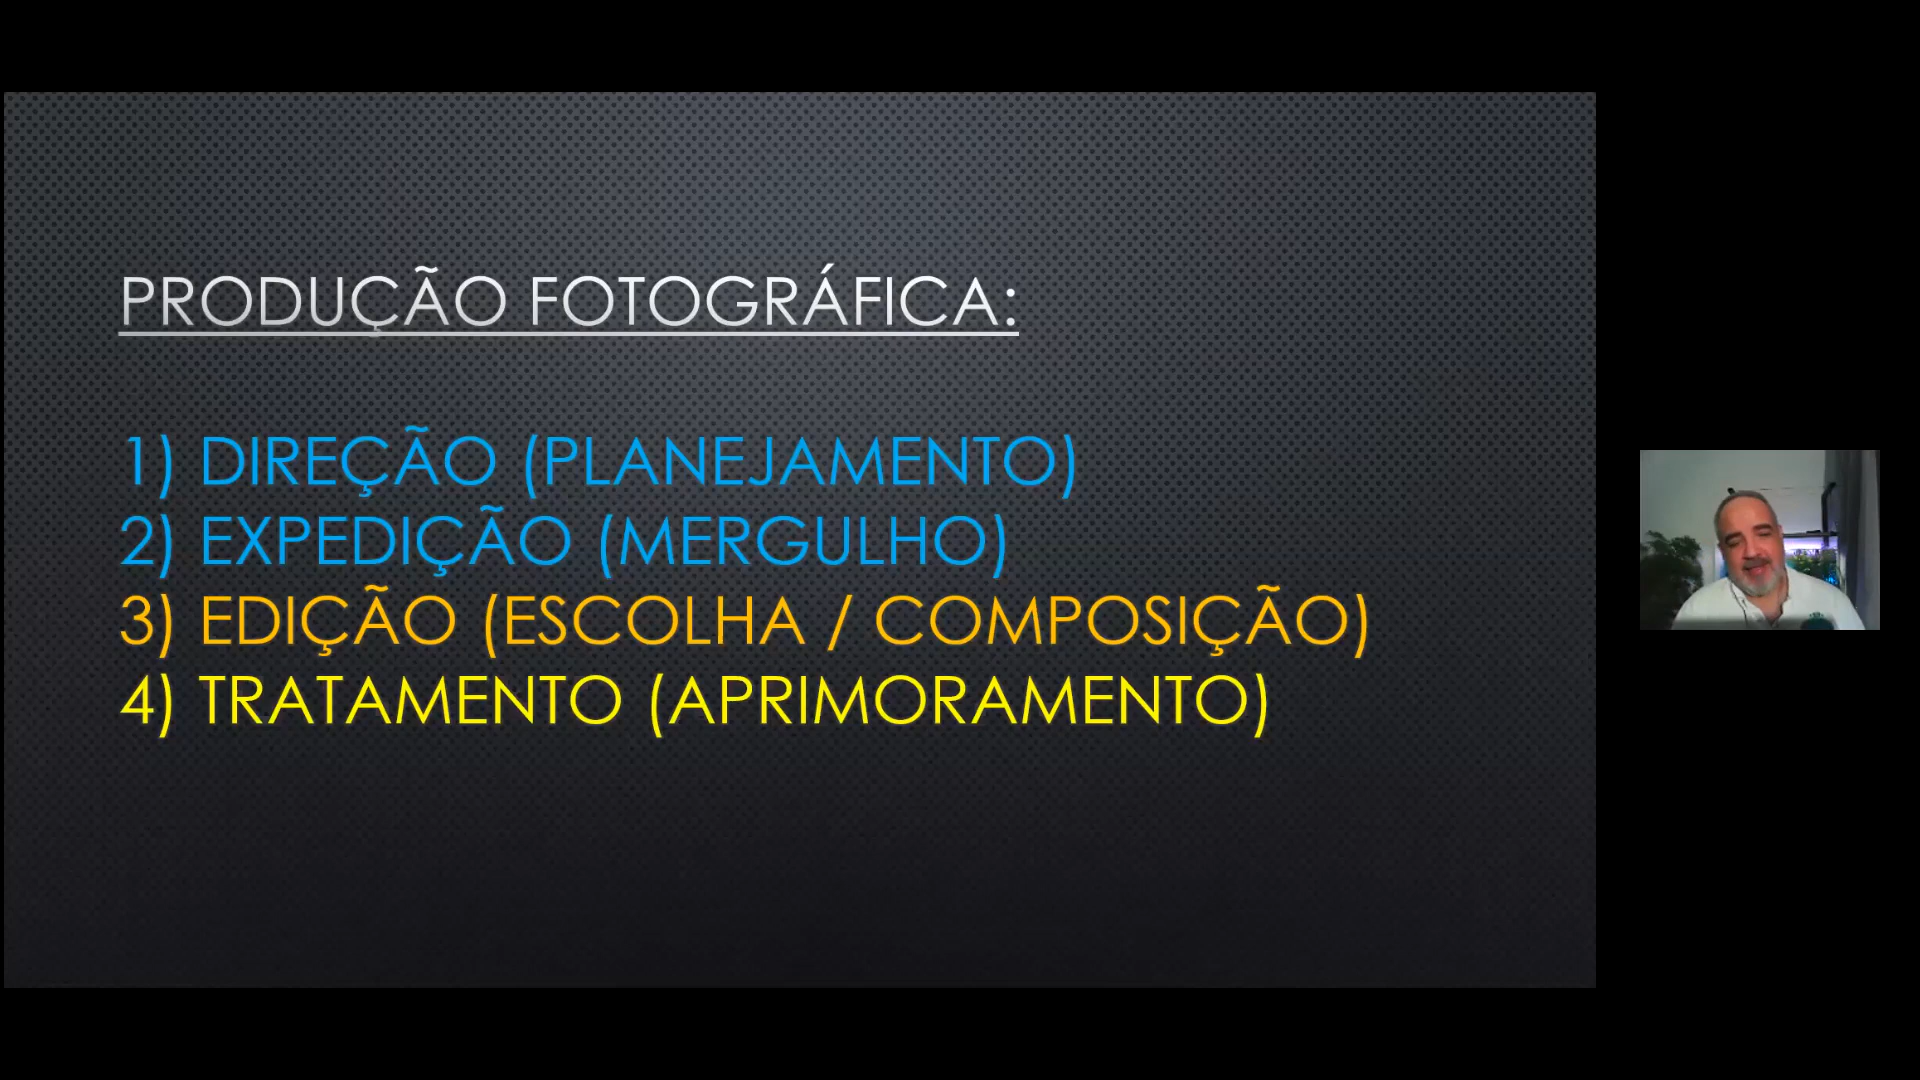 PRODUÇÃO FOTOGRÁFICA:
1) DIREÇÃO (PLANEJAMENTO)
2) EXPEDIÇÃO (MERGULHO)
3) EDIÇÃO (ESCOLHA / COMPOSIÇÃO)
4) TRATAMENTO (APRIMORAMENTO)